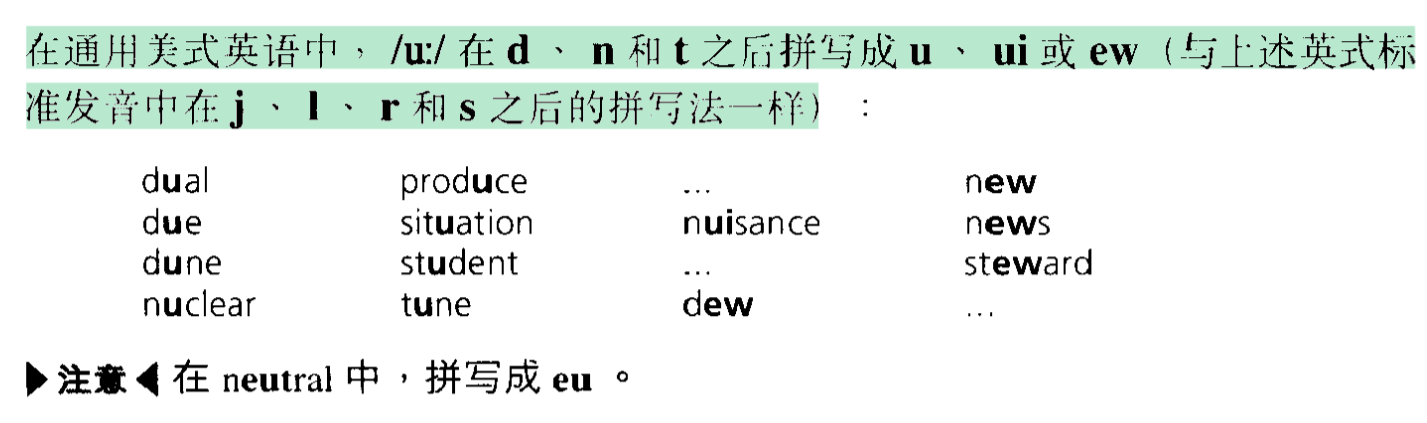 在通用美式英语中，/u:/ 在 d、n 和 t 之后拼写成 u、ui 或 ew（与上述英式标
准发音中在 j、l、r 和 s 之后的拼写法一样）：
dual produce ... new
due situation nuisance news
dune student ... steward
nuclear tune dew ...
▶注意◀在 neutral 中，拼写成 eu。